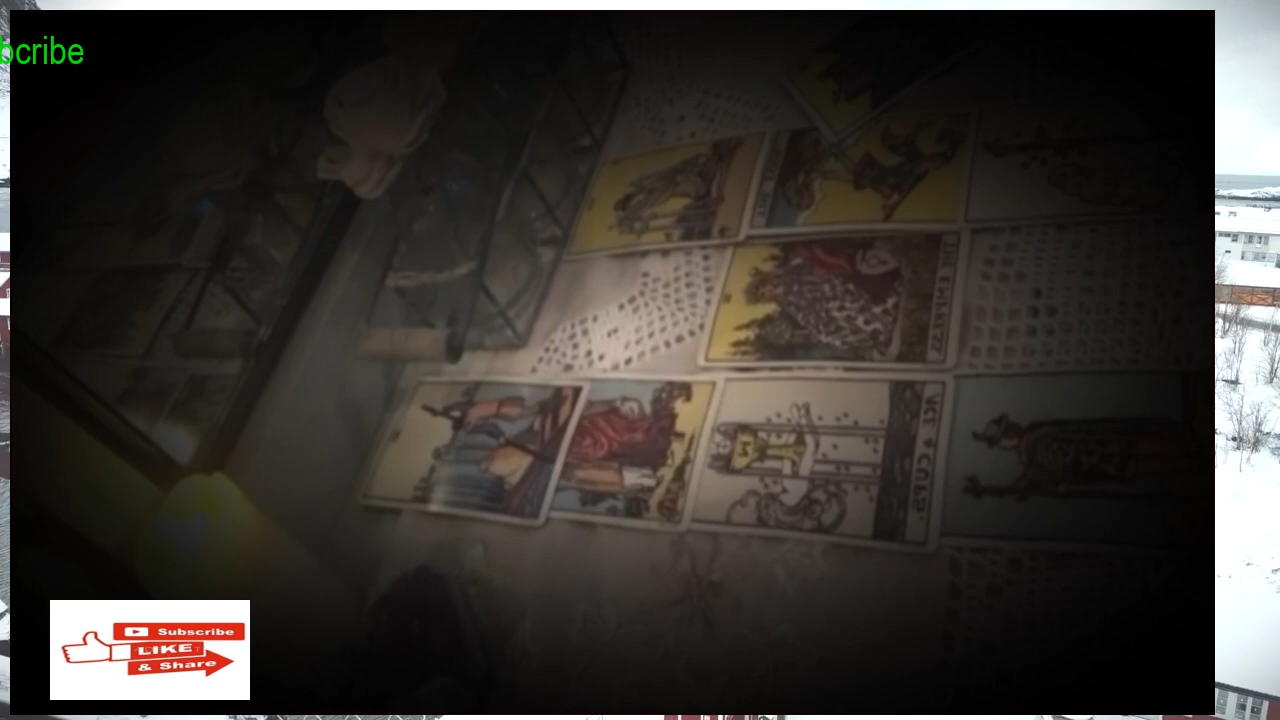 bcribe
THE EMPRESS
ACE of CUPS.
Subscribe
LIKE
& Share